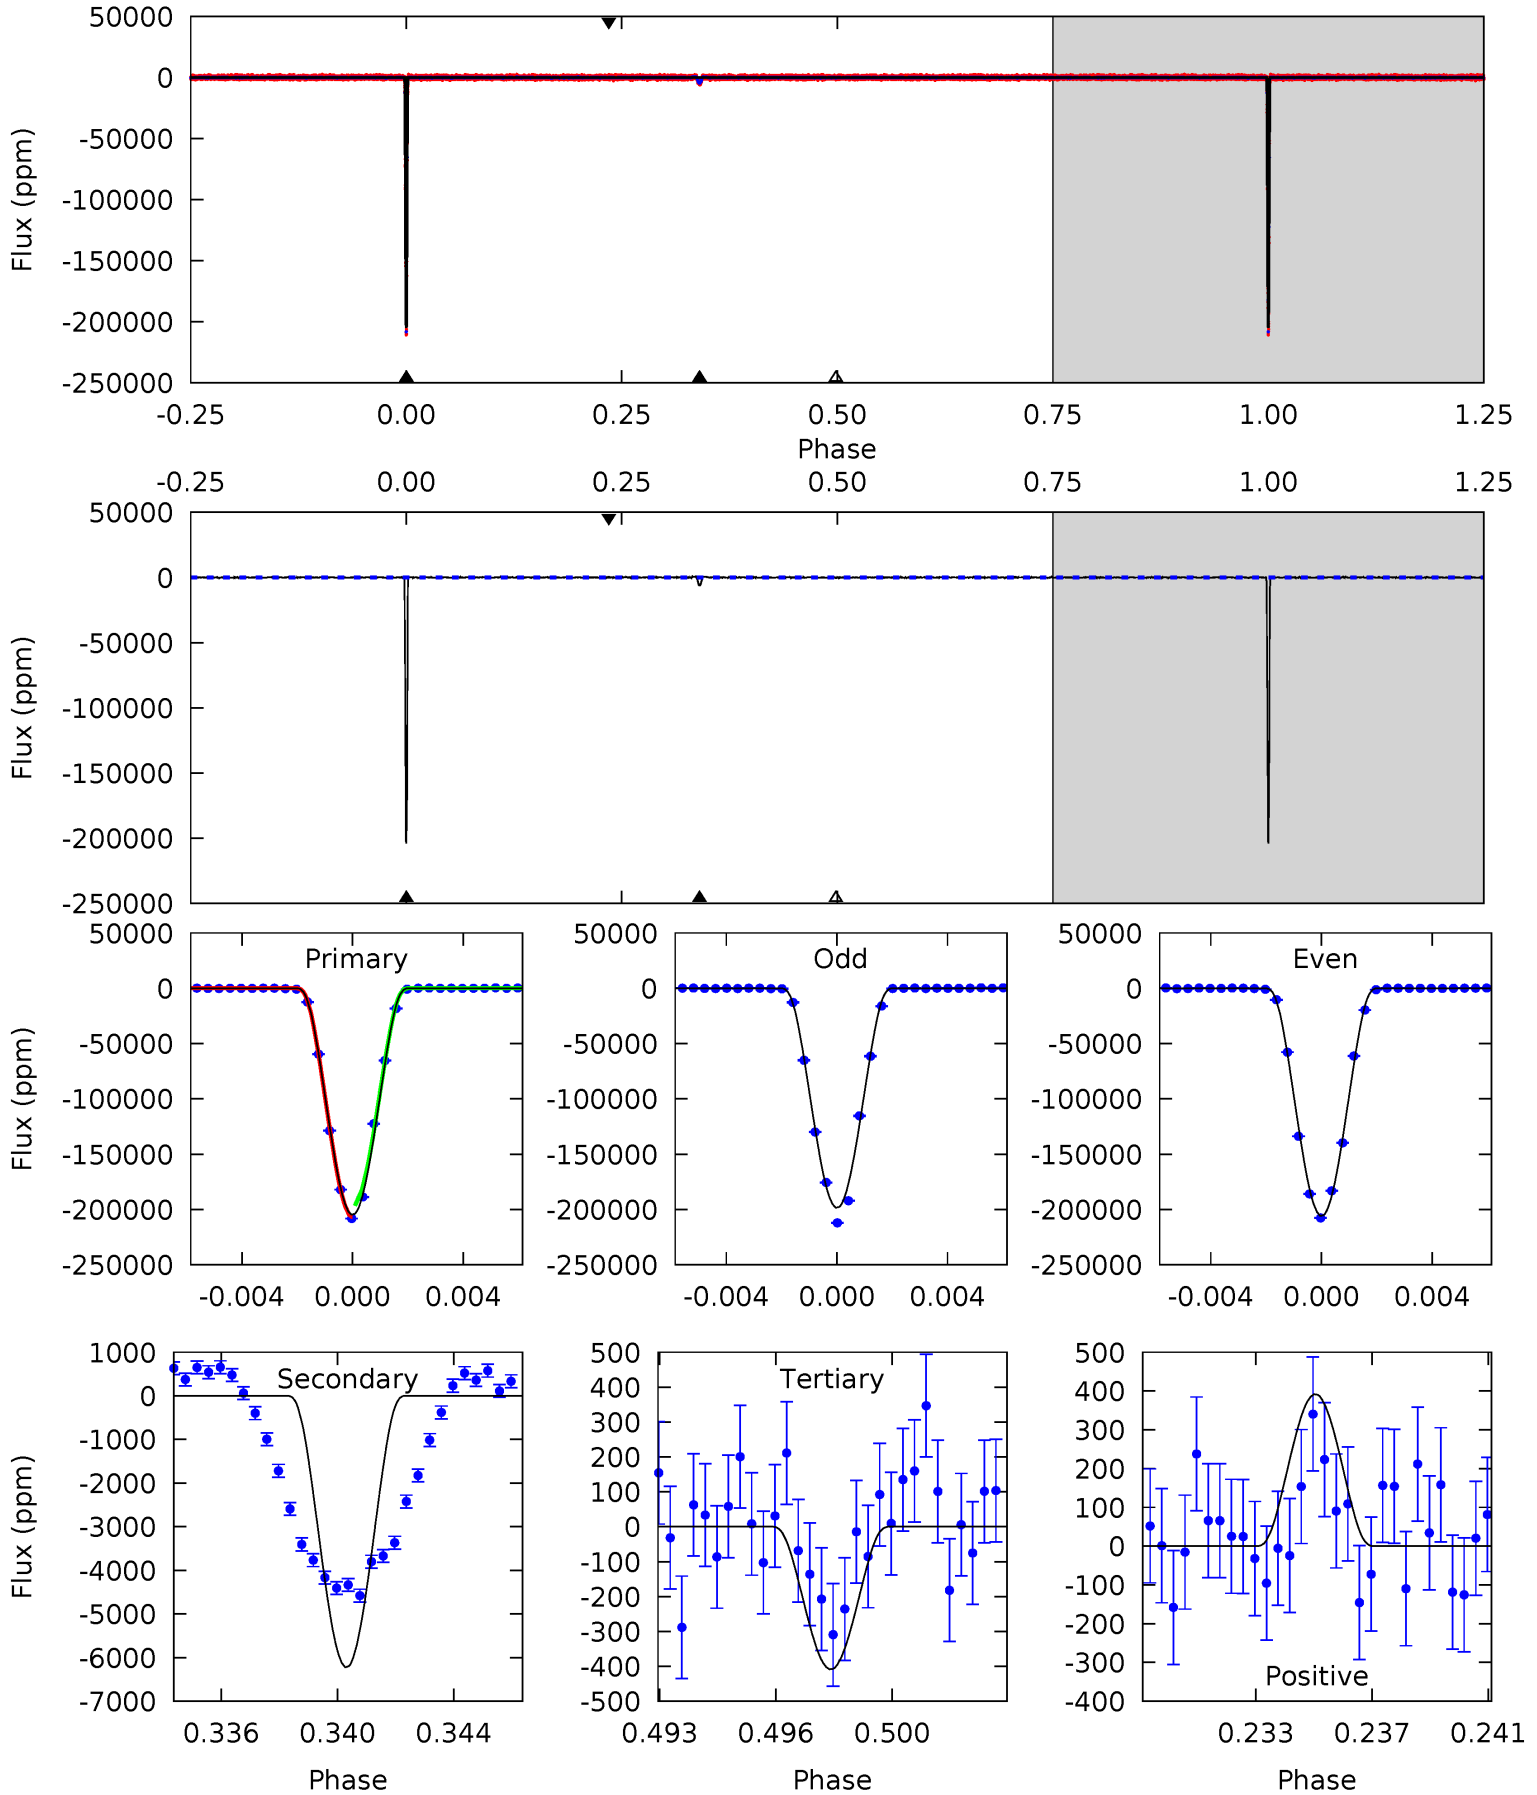 50000
0
-50000
-100000
-150000
-200000
-250000
Flux (ppm)
-0.25 0.00 0.25 0.50 0.75 1.00 1.25
Phase
-0.25 0.00 0.25 0.50 0.75 1.00 1.25
50000
0
-50000
-100000
-150000
-200000
-250000
Flux (ppm)
Primary
50000
0
-50000
-100000
-150000
-200000
-250000
Flux (ppm)
-0.004 0.000 0.004
Odd
50000
0
-50000
-100000
-150000
-200000
-250000
-0.004 0.000 0.004
Even
50000
0
-50000
-100000
-150000
-200000
-250000
-0.004 0.000 0.004
Secondary
1000
0
-1000
-2000
-3000
-4000
-5000
-6000
-7000
Flux (ppm)
0.336 0.340 0.344
Phase
Tertiary
500
400
300
200
100
0
-100
-200
-300
-400
-500
0.493 0.496 0.500
Phase
500
400
300
200
100
0
-100
-200
-300
-400
Positive
0.233 0.237 0.241
Phase